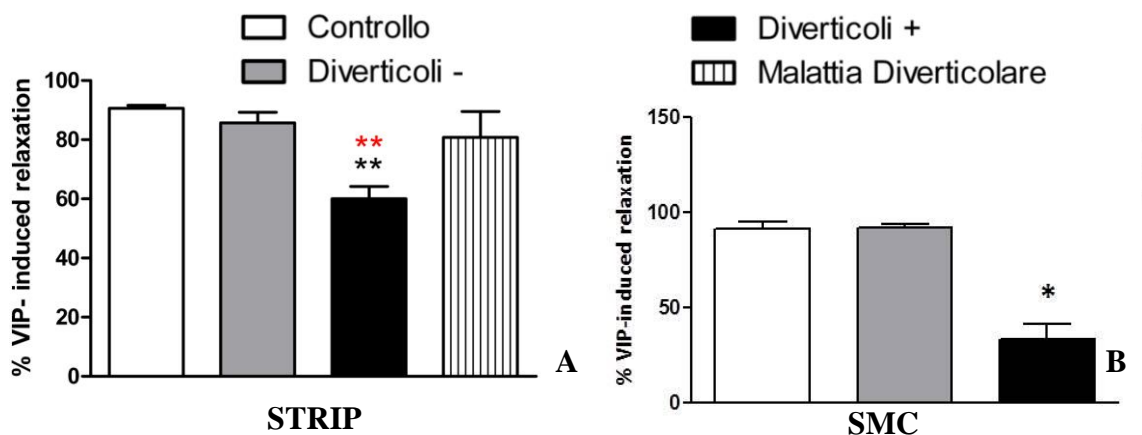 Controllo
Diverticoli -
Diverticoli +
Malattia Diverticolare
% VIP- induced relaxation
100
80
60
40
20
0
**
**
A
STRIP
% VIP-induced relaxation
150
100
50
0
*
B
SMC